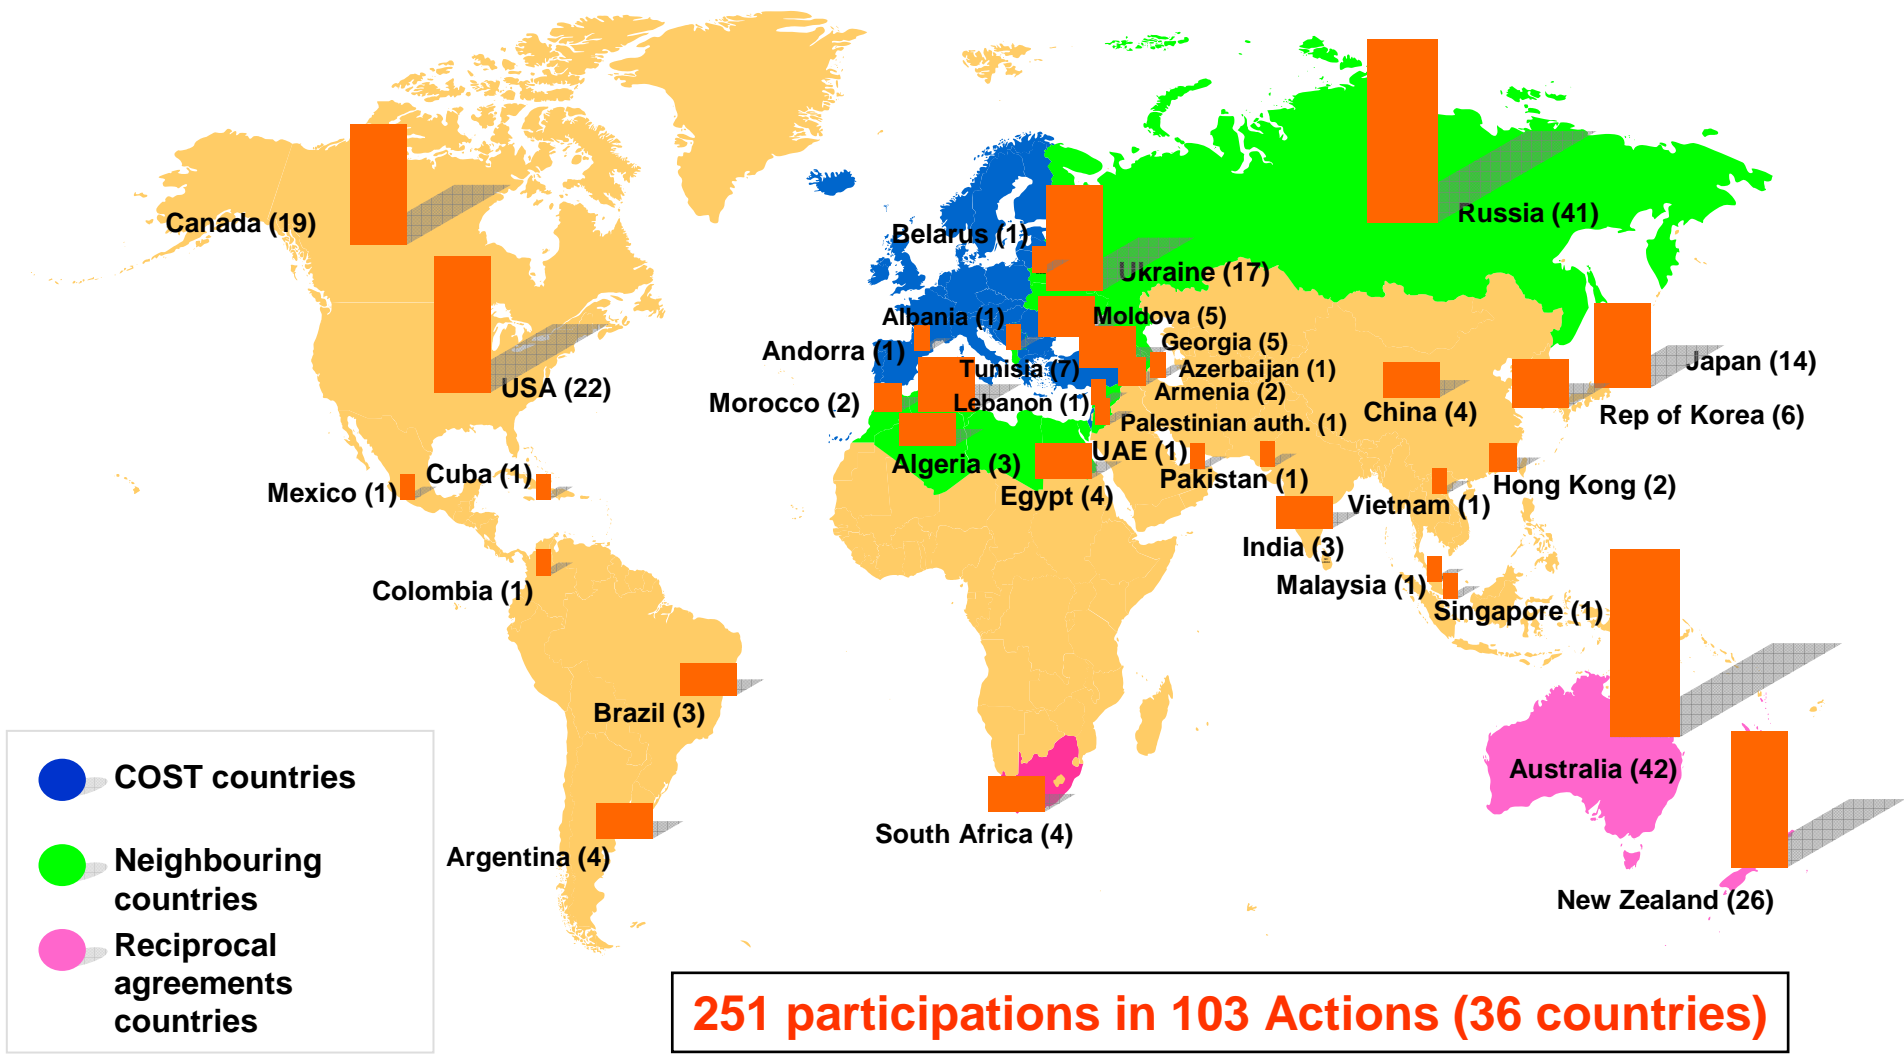 Canada (19)
Russia (41)
Belarus (1)
Ukraine (17)
Albania (1)
Moldova (5)
Andorra (1)
Georgia (5)
Tunisia (7)
Azerbaijan (1)
Japan (14)
USA (22)
Armenia (2)
Morocco (2)
Lebanon (1)
China (4)
Rep of Korea (6)
Palestinian auth. (1)
UAE (1)
Algeria (3)
Pakistan (1)
Cuba (1)
Mexico (1)
Egypt (4)
Vietnam (1)
Hong Kong (2)
India (3)
Colombia (1)
Malaysia (1)
Singapore (1)
Brazil (3)
Australia (42)
South Africa (4)
Argentina (4)
New Zealand (26)
COST countries
Neighbouring
countries
Reciprocal
agreements
countries
251 participations in 103 Actions (36 countries)